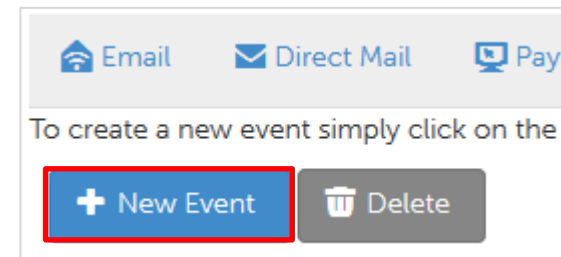 Email Direct Mail Pay
To create a new event simply click on the
New Event Delete